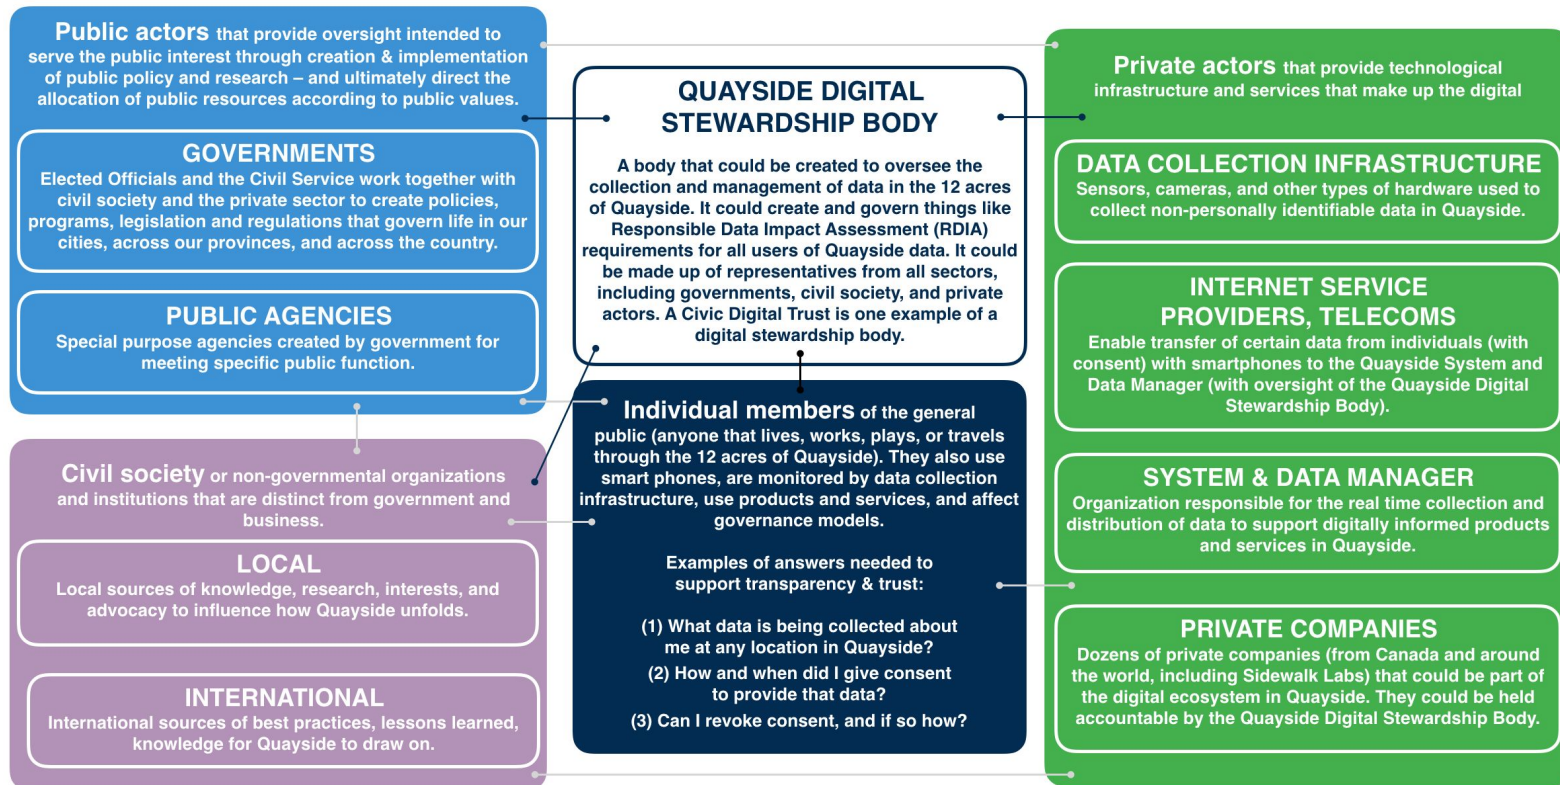 Public actors that provide oversight intended to
serve the public interest through creation & implementation
of public policy and research – and ultimately direct the
allocation of public resources according to public values.
GOVERNMENTS
Elected Officials and the Civil Service work together with
civil society and the private sector to create policies,
programs, legislation and regulations that govern life in our
cities, across our provinces, and across the country.
PUBLIC AGENCIES
Special purpose agencies created by government for
meeting specific public function.
Civil society or non-governmental organizations
and institutions that are distinct from government and
business.
LOCAL
Local sources of knowledge, research, interests, and
advocacy to influence how Quayside unfolds.
INTERNATIONAL
International sources of best practices, lessons learned,
knowledge for Quayside to draw on.
QUAYSIDE DIGITAL
STEWARDSHIP BODY
A body that could be created to oversee the
collection and management of data in the 12 acres
of Quayside. It could create and govern things like
Responsible Data Impact Assessment (RDIA)
requirements for all users of Quayside data. It could
be made up of representatives from all sectors,
including governments, civil society, and private
actors. A Civic Digital Trust is one example of a
digital stewardship body.
Individual members of the general
public (anyone that lives, works, plays, or travels
through the 12 acres of Quayside). They also use
smart phones, are monitored by data collection
infrastructure, use products and services, and affect
governance models.
Examples of answers needed to
support transparency & trust:
(1) What data is being collected about
me at any location in Quayside?
(2) How and when did I give consent
to provide that data?
(3) Can I revoke consent, and if so how?
Private actors that provide technological
infrastructure and services that make up the digital
DATA COLLECTION INFRASTRUCTURE
Sensors, cameras, and other types of hardware used to
collect non-personally identifiable data in Quayside.
INTERNET SERVICE
PROVIDERS, TELECOMS
Enable transfer of certain data from individuals (with
consent) with smartphones to the Quayside System and
Data Manager (with oversight of the Quayside Digital
Stewardship Body).
SYSTEM & DATA MANAGER
Organization responsible for the real time collection and
distribution of data to support digitally informed products
and services in Quayside.
PRIVATE COMPANIES
Dozens of private companies (from Canada and around
the world, including Sidewalk Labs) that could be part of
the digital ecosystem in Quayside. They could be held
accountable by the Quayside Digital Stewardship Body.